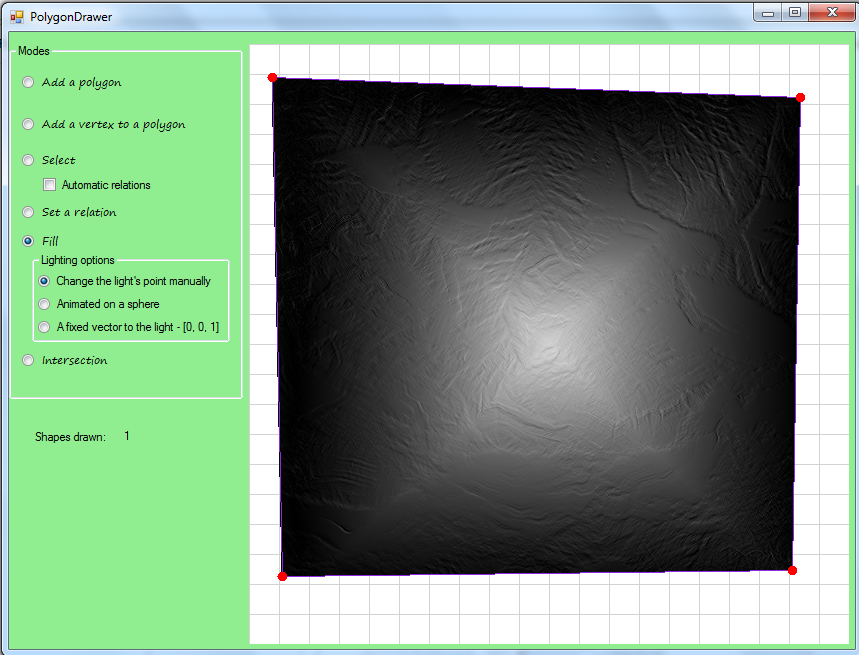 PolygonDrawer
Modes
Add a polygon
Add a vertex to a polygon
Select
Automatic relations
Set a relation
Fill
Lighting options
Change the light's point manually
Animated on a sphere
A fixed vector to the light - [0, 0, 1]
Intersection
Shapes drawn: 1